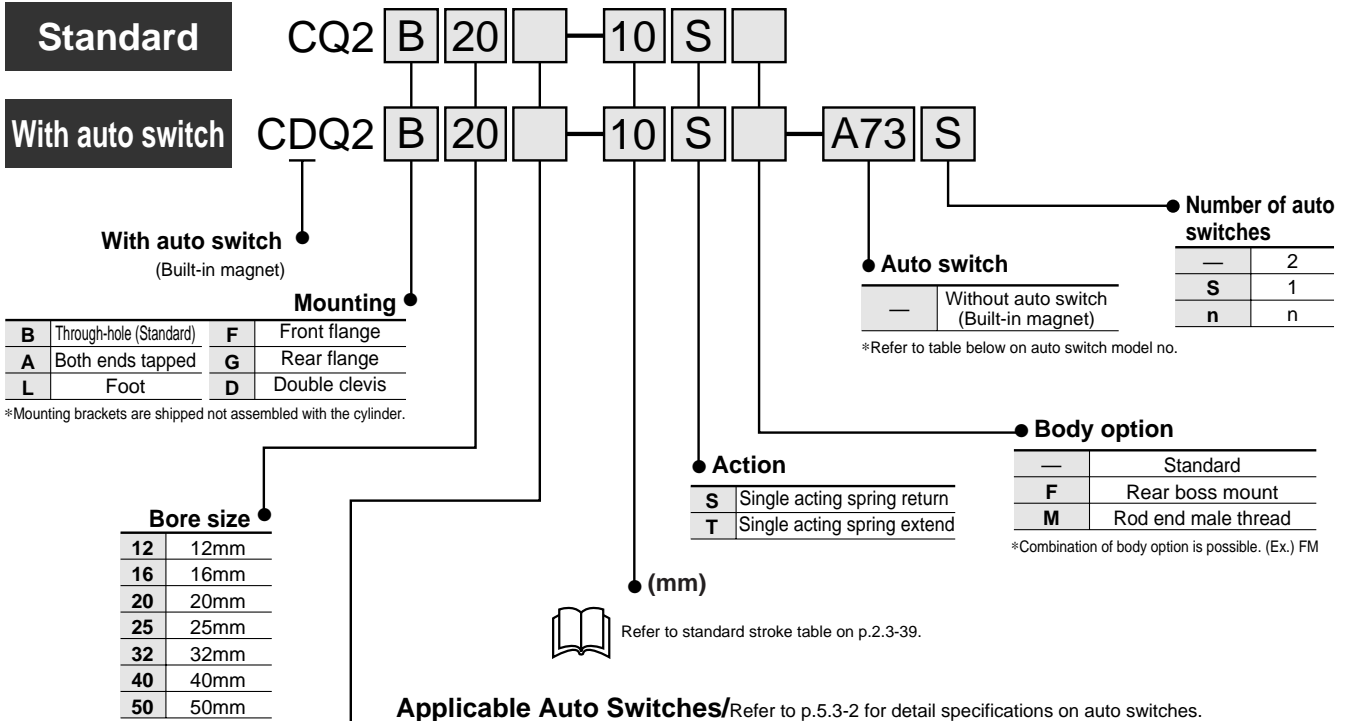 Standard CQ2 B 20 — 10 S
With auto switch CDQ2 B 20 — 10 S — A73 S
With auto switch
(Built-in magnet)
Mounting
B Through-hole (Standard) F Front flange
A Both ends tapped G Rear flange
L Foot D Double clevis
*Mounting brackets are shipped not assembled with the cylinder.
Number of auto
switches
— 2
S 1
n n
Auto switch
— Without auto switch
(Built-in magnet)
*Refer to table below on auto switch model no.
Body option
— Standard
F Rear boss mount
M Rod end male thread
*Combination of body option is possible. (Ex.) FM
Action
S Single acting spring return
T Single acting spring extend
Bore size
12 12mm
16 16mm
20 20mm
25 25mm
32 32mm
40 40mm
50 50mm
(mm)
Refer to standard stroke table on p.2.3-39.
Applicable Auto Switches/Refer to p.5.3-2 for detail specifications on auto switches.